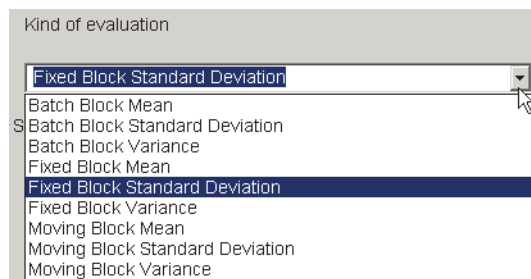 Kind of evaluation
Fixed Block Standard Deviation
Batch Block Mean
S Batch Block Standard Deviation
Batch Block Variance
Fixed Block Mean
Fixed Block Standard Deviation
Fixed Block Variance
Moving Block Mean
Moving Block Standard Deviation
Moving Block Variance